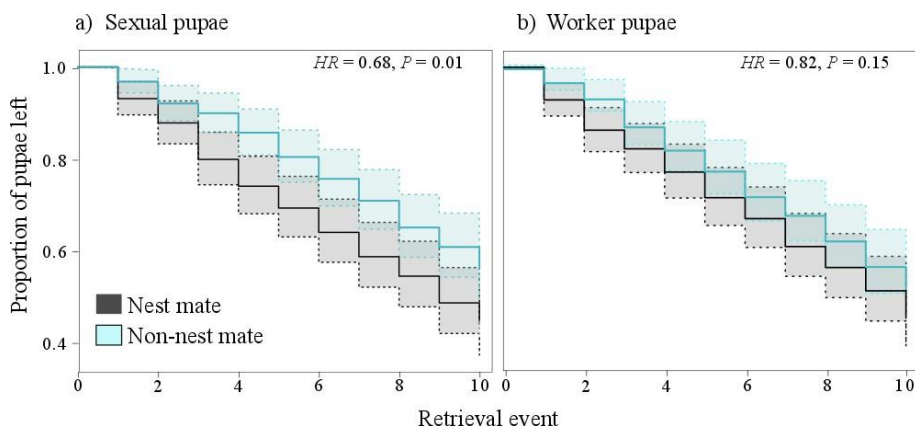 a) Sexual pupae
b) Worker pupae
HR = 0.68, P = 0.01
HR = 0.82, P = 0.15
Proportion of pupae left
1.0
0.8
0.6
0.4
Nest mate
Non-nest mate
0 2 4 6 8 10
0 2 4 6 8 10
Retrieval event